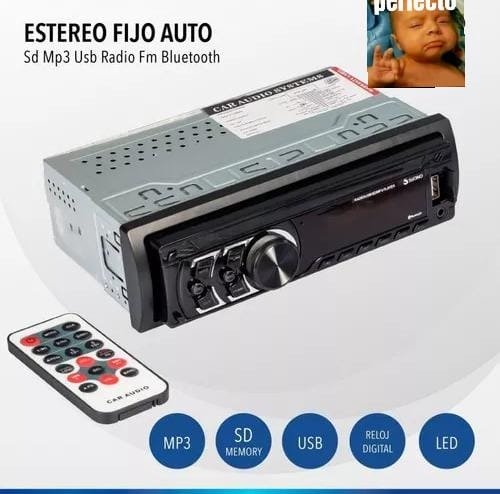 ESTEREO FIJO AUTO
Sd Mp3 Usb Radio Fm Bluetooth
perfecto
CAR AUDIO SYSTEMS
CAR AUDIO
MP3
SD
MEMORY
USB
RELOJ
DIGITAL
LED